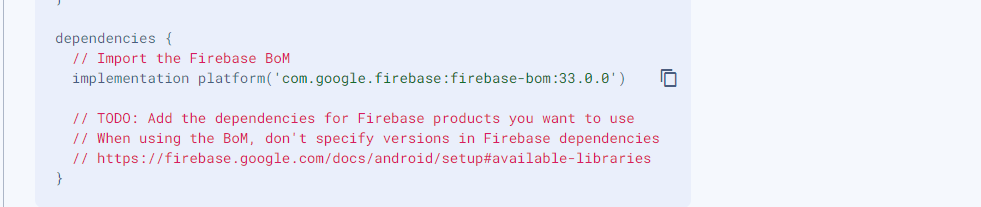 }
dependencies {
// Import the Firebase BoM
implementation platform('com.google.firebase:firebase-bom:33.0.0')
// TODO: Add the dependencies for Firebase products you want to use
// When using the BoM, don't specify versions in Firebase dependencies
// https://firebase.google.com/docs/android/setup#available-libraries
}